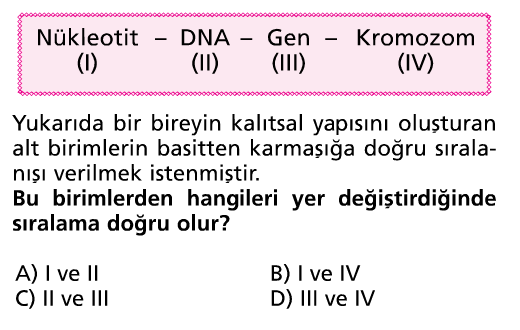 Nükleotit – DNA – Gen – Kromozom
(I) (II) (III) (IV)
Yukarıda bir bireyin kalıtsal yapısını oluşturan
alt birimlerin basitten karmaşığa doğru sırala-
nışı verilmek istenmiştir.
Bu birimlerden hangileri yer değiştirdiğinde
sıralama doğru olur?
A) I ve II B) I ve IV
C) II ve III D) III ve IV